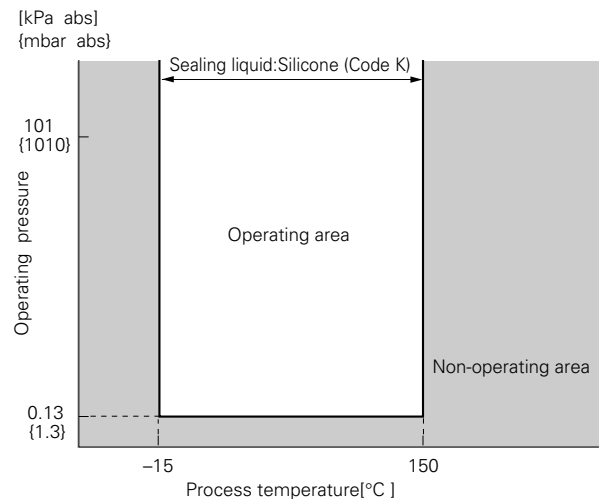 [kPa abs]
{mbar abs}
Sealing liquid:Silicone (Code K)
101
{1010}
Operating pressure
Operating area
Non-operating area
0.13
{1.3}
–15
150
Process temperature[°C ]